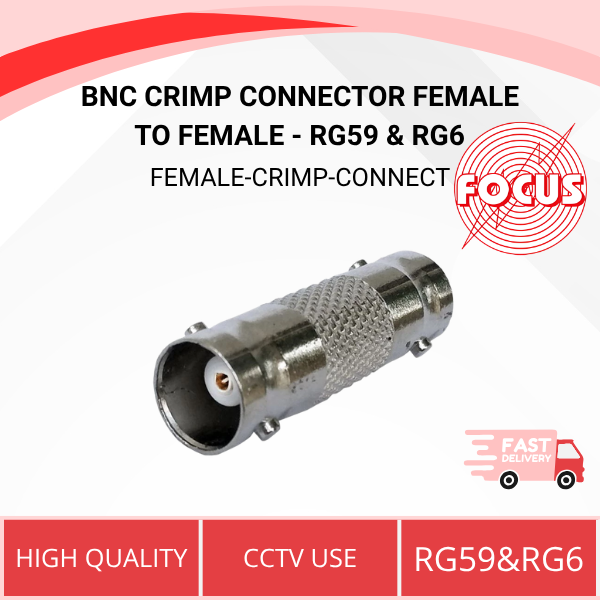 BNC CRIMP CONNECTOR FEMALE
TO FEMALE - RG59 & RG6
FEMALE-CRIMP-CONNECT
FOCUS
FAST
DELIVERY
HIGH QUALITY
CCTV USE
RG59&RG6